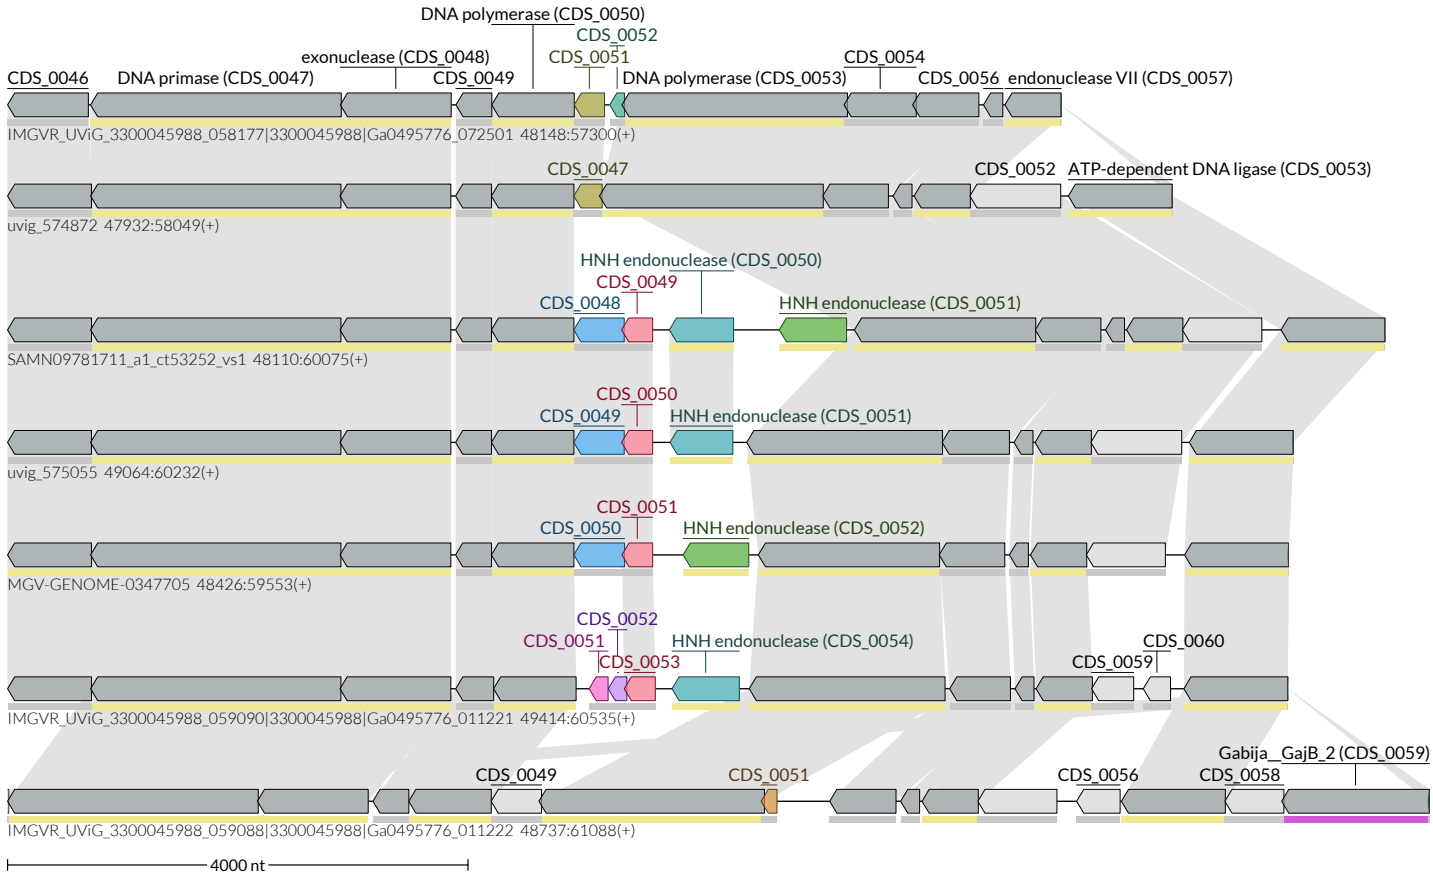 DNA polymerase (CDS_0050)
CDS_0052
exonuclease (CDS_0048) CDS_0051 CDS_0054
CDS_0046 DNA primase (CDS_0047) CDS_0049 DNA polymerase (CDS_0053) CDS_0056 endonuclease VII (CDS_0057)
IMGVR_UViG_3300045988_058177|3300045988|Ga0495776_072501 48148:57300(+)
CDS_0047 CDS_0052 ATP-dependent DNA ligase (CDS_0053)
uvig_574872 47932:58049(+)
HNH endonuclease (CDS_0050)
CDS_0049
CDS_0048 HNH endonuclease (CDS_0051)
SAMN09781711_a1_ct53252_vs1 48110:60075(+)
CDS_0050
CDS_0049 HNH endonuclease (CDS_0051)
uvig_575055 49064:60232(+)
CDS_0051
CDS_0050 HNH endonuclease (CDS_0052)
MGV-GENOME-0347705 48426:59553(+)
CDS_0052
CDS_0051 HNH endonuclease (CDS_0054) CDS_0060
CDS_0053 CDS_0059
IMGVR_UViG_3300045988_059090|3300045988|Ga0495776_011221 49414:60535(+)
Gabija__GajB_2 (CDS_0059)
CDS_0049 CDS_0051 CDS_0056 CDS_0058
IMGVR_UViG_3300045988_059088|3300045988|Ga0495776_011222 48737:61088(+)
4000 nt